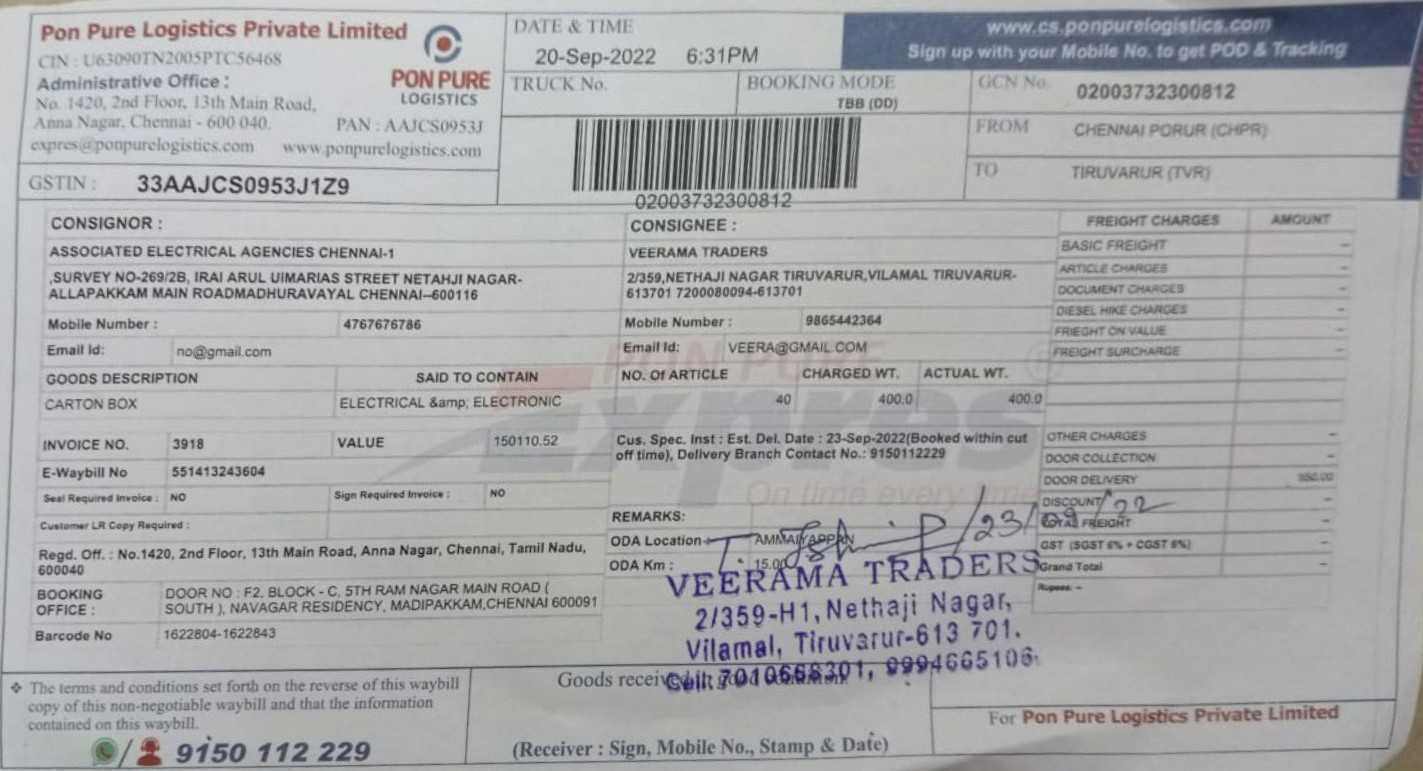 Pon Pure Logistics Private Limited
CIN : U63090TN2005PTC56468
Administrative Office :
No. 1420, 2nd Floor, 13th Main Road,
Anna Nagar, Chennai - 600 040. PAN : AAJCS0953J
expres@ponpurelogistics.com www.ponpurelogistics.com
PON PURE
LOGISTICS
GSTIN : 33AAJCS0953J1Z9
DATE & TIME
20-Sep-2022 6:31PM
TRUCK No.
BOOKING MODE
TBB (DD)
02003732300812
www.cs.ponpurelogistics.com
Sign up with your Mobile No. to get POD & Tracking
GCN No. 02003732300812
FROM CHENNAI PORUR (CHPR)
TO TIRUVARUR (TVR)
CONSIGNOR :
ASSOCIATED ELECTRICAL AGENCIES CHENNAI-1
,SURVEY NO-269/2B, IRAI ARUL UIMARIAS STREET NETAHJI NAGAR-
ALLAPAKKAM MAIN ROADMADHURAVAYAL CHENNAI--600116
Mobile Number : 4767676786
Email Id: no@gmail.com
CONSIGNEE :
VEERAMA TRADERS
2/359,NETHAJI NAGAR TIRUVARUR,VILAMAL TIRUVARUR-
613701 7200080094-613701
Mobile Number : 9865442364
Email Id: VEERA@GMAIL.COM
GOODS DESCRIPTION SAID TO CONTAIN NO. Of ARTICLE CHARGED WT. ACTUAL WT.
CARTON BOX ELECTRICAL &amp; ELECTRONIC 40 400.0 400.0
INVOICE NO. 3918 VALUE 150110.52
E-Waybill No 551413243604
Seal Required Invoice : NO Sign Required Invoice : NO
Customer LR Copy Required :
Regd. Off. : No.1420, 2nd Floor, 13th Main Road, Anna Nagar, Chennai, Tamil Nadu,
600040
BOOKING OFFICE : DOOR NO : F2, BLOCK - C, 5TH RAM NAGAR MAIN ROAD (
SOUTH ), NAVAGAR RESIDENCY, MADIPAKKAM,CHENNAI 600091
Barcode No 1622804-1622843
Cus. Spec. Inst : Est. Del. Date : 23-Sep-2022(Booked within cut
off time), Delivery Branch Contact No.: 9150112229
PON PURE
Expres
On time every time
REMARKS:
ODA Location AMMAIYAPPAN
ODA Km : 15.00
23/09/22
VEERAMA TRADERS
2/359-H1, Nethaji Nagar,
Vilamal, Tiruvarur-613 701.
Cell: 7010668301, 9994665106
FREIGHT CHARGES AMOUNT
BASIC FREIGHT –
ARTICLE CHARGES –
DOCUMENT CHARGES –
DIESEL HIKE CHARGES –
FRIEGHT ON VALUE –
FREIGHT SURCHARGE –
OTHER CHARGES –
DOOR COLLECTION –
DOOR DELIVERY
DISCOUNT –
TOTAL FREIGHT –
GST (SGST 6% + CGST 6%) –
Grand Total –
Rupees: –
❖ The terms and conditions set forth on the reverse of this waybill
copy of this non-negotiable waybill and that the information
contained on this waybill.
9150 112 229
Goods received
(Receiver : Sign, Mobile No., Stamp & Date)
For Pon Pure Logistics Private Limited